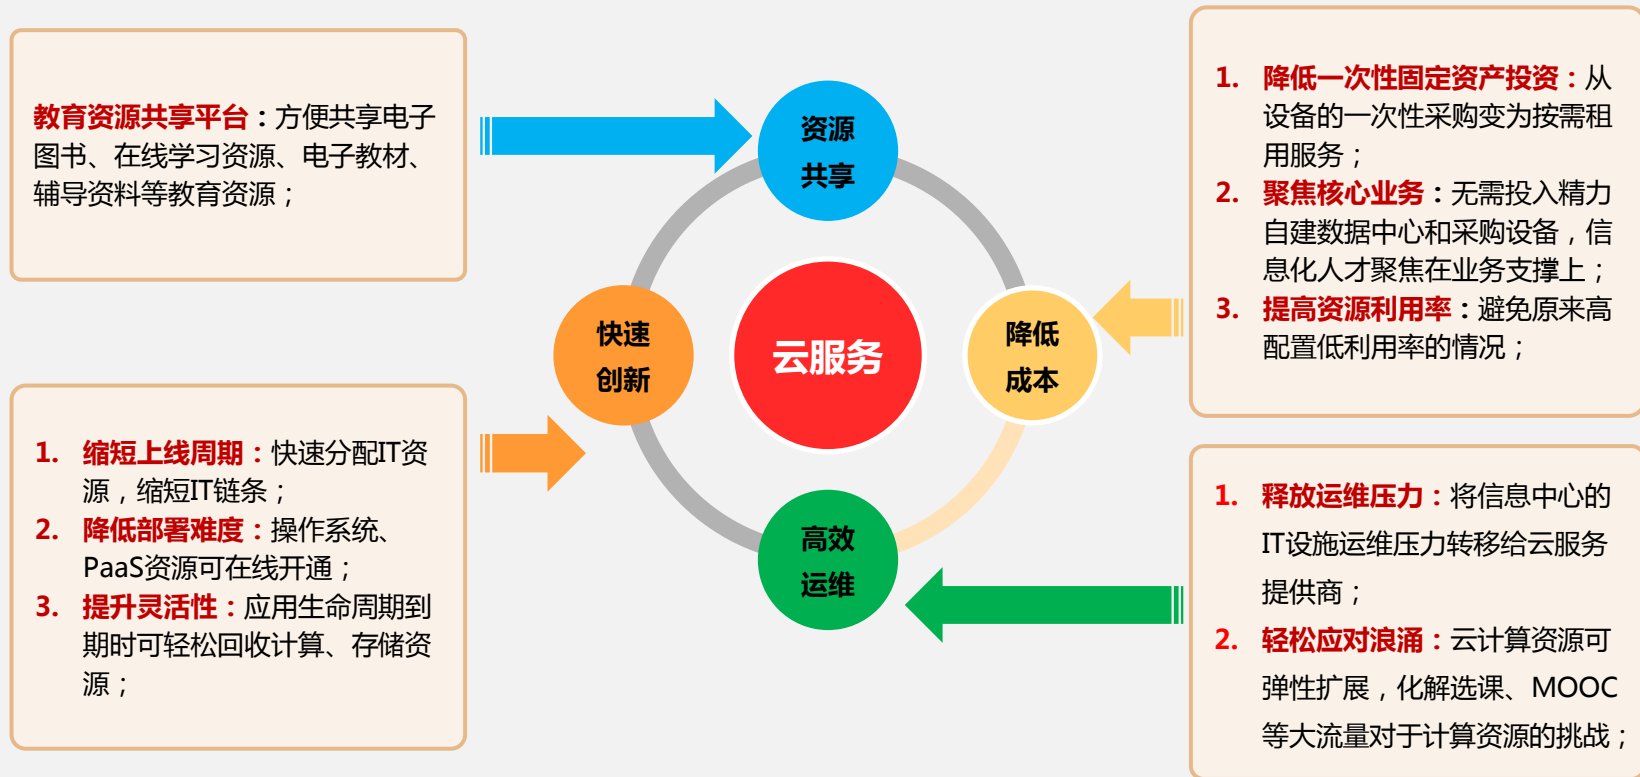 教育资源共享平台：方便共享电子
图书、在线学习资源、电子教材、
辅导资料等教育资源；
资源
共享
1. 降低一次性固定资产投资：从
设备的一次性采购变为按需租
用服务；
2. 聚焦核心业务：无需投入精力
自建数据中心和采购设备，信
息化人才聚焦在业务支撑上；
3. 提高资源利用率：避免原来高
配置低利用率的情况；
快速
创新
云服务
降低
成本
1. 缩短上线周期：快速分配IT资
源，缩短IT链条；
2. 降低部署难度：操作系统、
PaaS资源可在线开通；
3. 提升灵活性：应用生命周期到
期时可轻松回收计算、存储资
源；
高效
运维
1. 释放运维压力：将信息中心的
IT设施运维压力转移给云服务
提供商；
2. 轻松应对浪涌：云计算资源可
弹性扩展，化解选课、MOOC
等大流量对于计算资源的挑战；